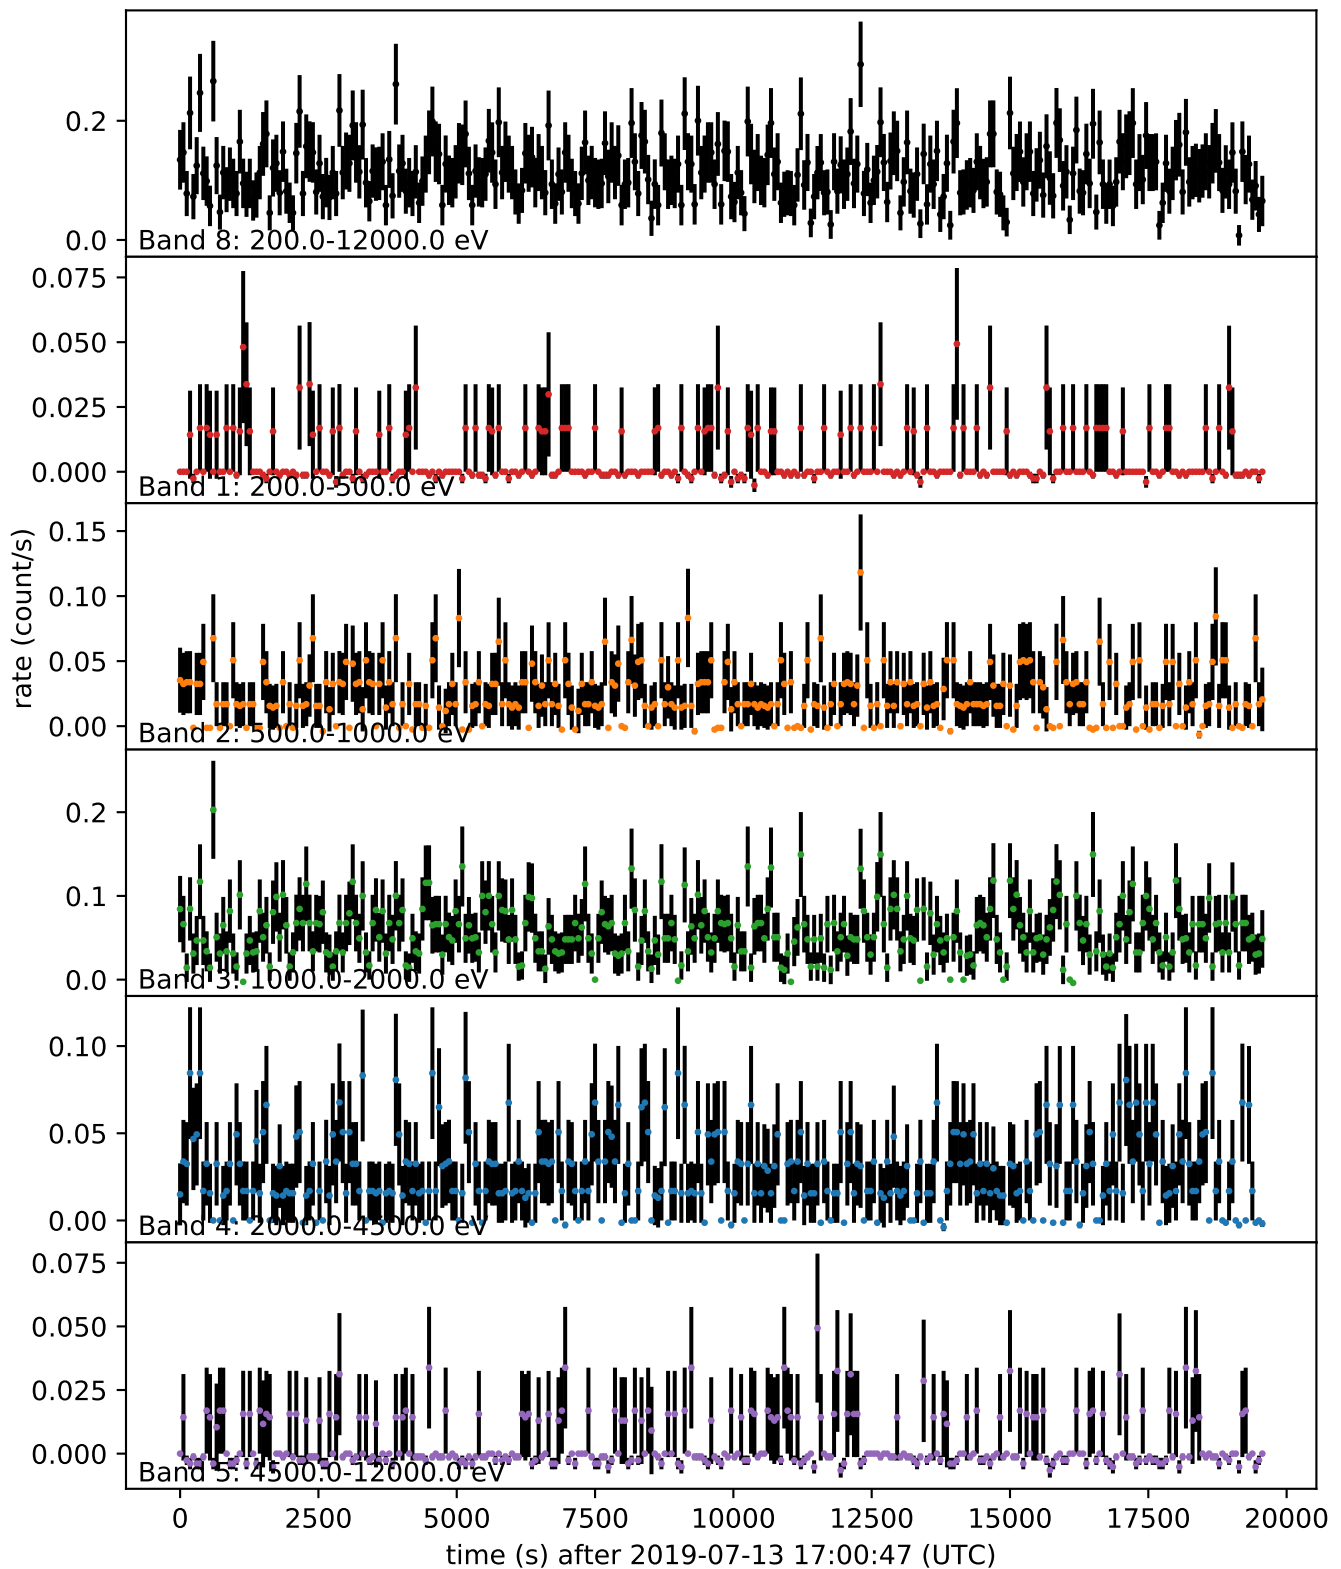 0.2
0.0
Band 8: 200.0-12000.0 eV
0.075
0.050
0.025
0.000
Band 1: 200.0-500.0 eV
rate (count/s)
0.15
0.10
0.05
0.00
Band 2: 500.0-1000.0 eV
0.2
0.1
0.0
Band 3: 1000.0-2000.0 eV
0.10
0.05
0.00
Band 4: 2000.0-4500.0 eV
0.075
0.050
0.025
0.000
Band 5: 4500.0-12000.0 eV
0 2500 5000 7500 10000 12500 15000 17500 20000
time (s) after 2019-07-13 17:00:47 (UTC)